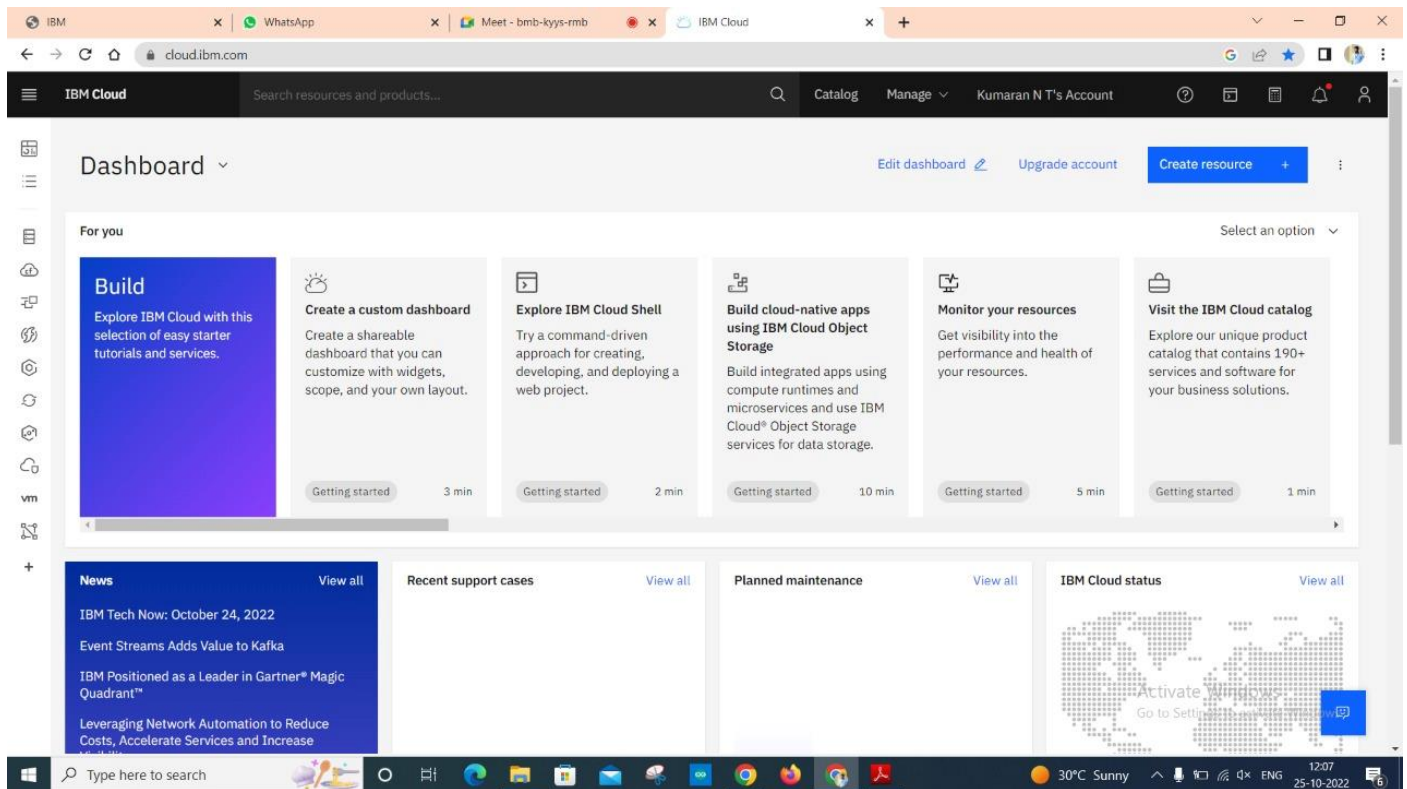 IBM
WhatsApp
Meet - bmb-kyys-rmb
IBM Cloud
cloud.ibm.com
IBM Cloud
Search resources and products...
Catalog
Manage
Kumaran N T's Account
Dashboard
Edit dashboard
Upgrade account
Create resource +
For you
Select an option
Build
Explore IBM Cloud with this
selection of easy starter
tutorials and services.
Create a custom dashboard
Create a shareable
dashboard that you can
customize with widgets,
scope, and your own layout.
Getting started
3 min
Explore IBM Cloud Shell
Try a command-driven
approach for creating,
developing, and deploying a
web project.
Getting started
2 min
Build cloud-native apps
using IBM Cloud Object
Storage
Build integrated apps using
compute runtimes and
microservices and use IBM
Cloud® Object Storage
services for data storage.
Getting started
10 min
Monitor your resources
Get visibility into the
performance and health of
your resources.
Getting started
5 min
Visit the IBM Cloud catalog
Explore our unique product
catalog that contains 190+
services and software for
your business solutions.
Getting started
1 min
vm
News
View all
IBM Tech Now: October 24, 2022
Event Streams Adds Value to Kafka
IBM Positioned as a Leader in Gartner® Magic
Quadrant™
Leveraging Network Automation to Reduce
Costs, Accelerate Services and Increase
Recent support cases
View all
Planned maintenance
View all
IBM Cloud status
View all
Activate Windows
Go to Settings
Type here to search
30°C Sunny
ENG
12:07
25-10-2022
6